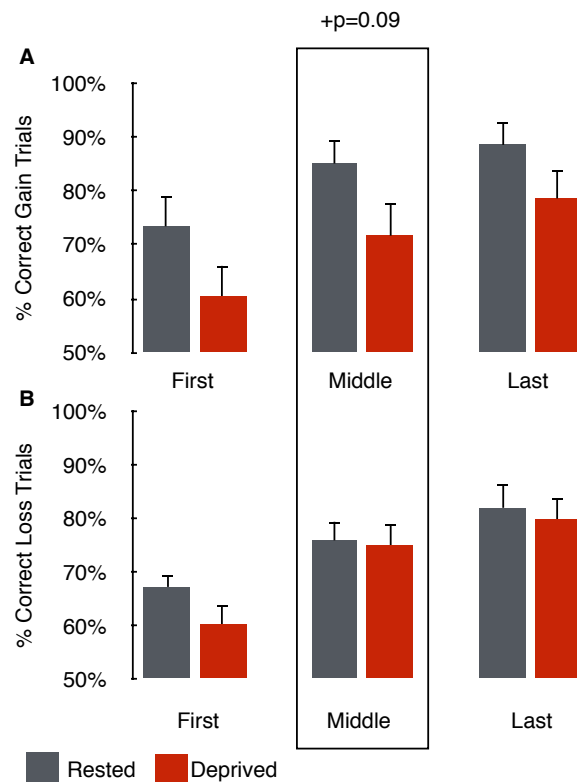 +p=0.09
A
% Correct Gain Trials
100%
90%
80%
70%
60%
50%
First
Middle
Last
B
% Correct Loss Trials
100%
90%
80%
70%
60%
50%
First
Middle
Last
Rested
Deprived